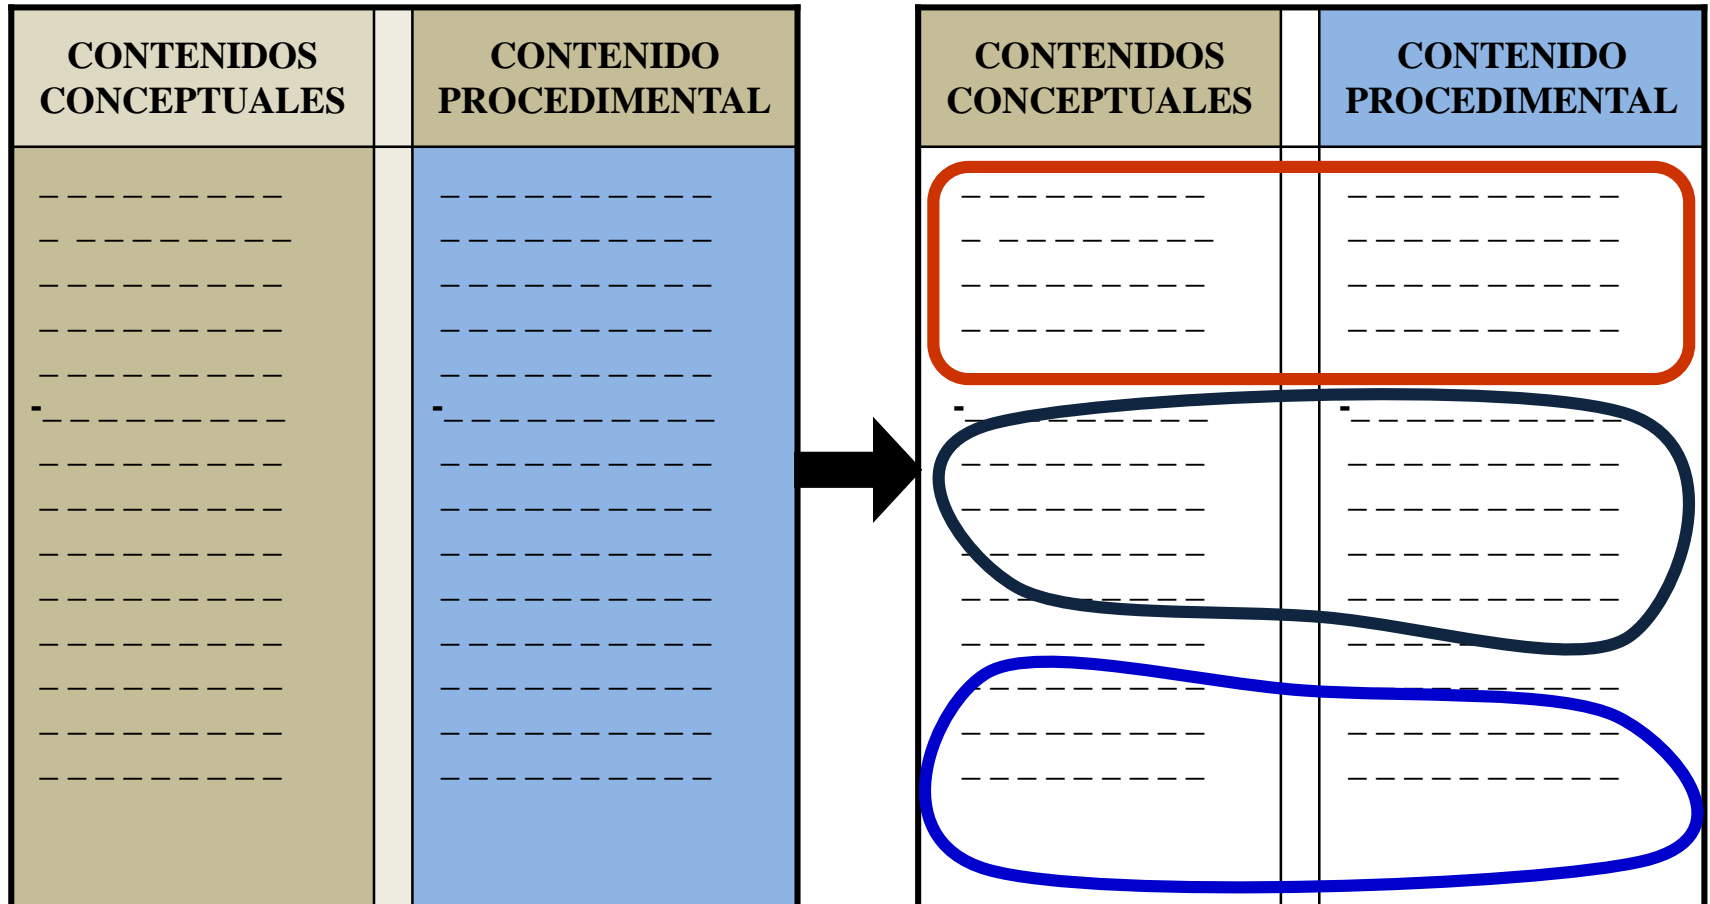 CONTENIDOS
CONCEPTUALES
CONTENIDO
PROCEDIMENTAL
CONTENIDOS
CONCEPTUALES
CONTENIDO
PROCEDIMENTAL